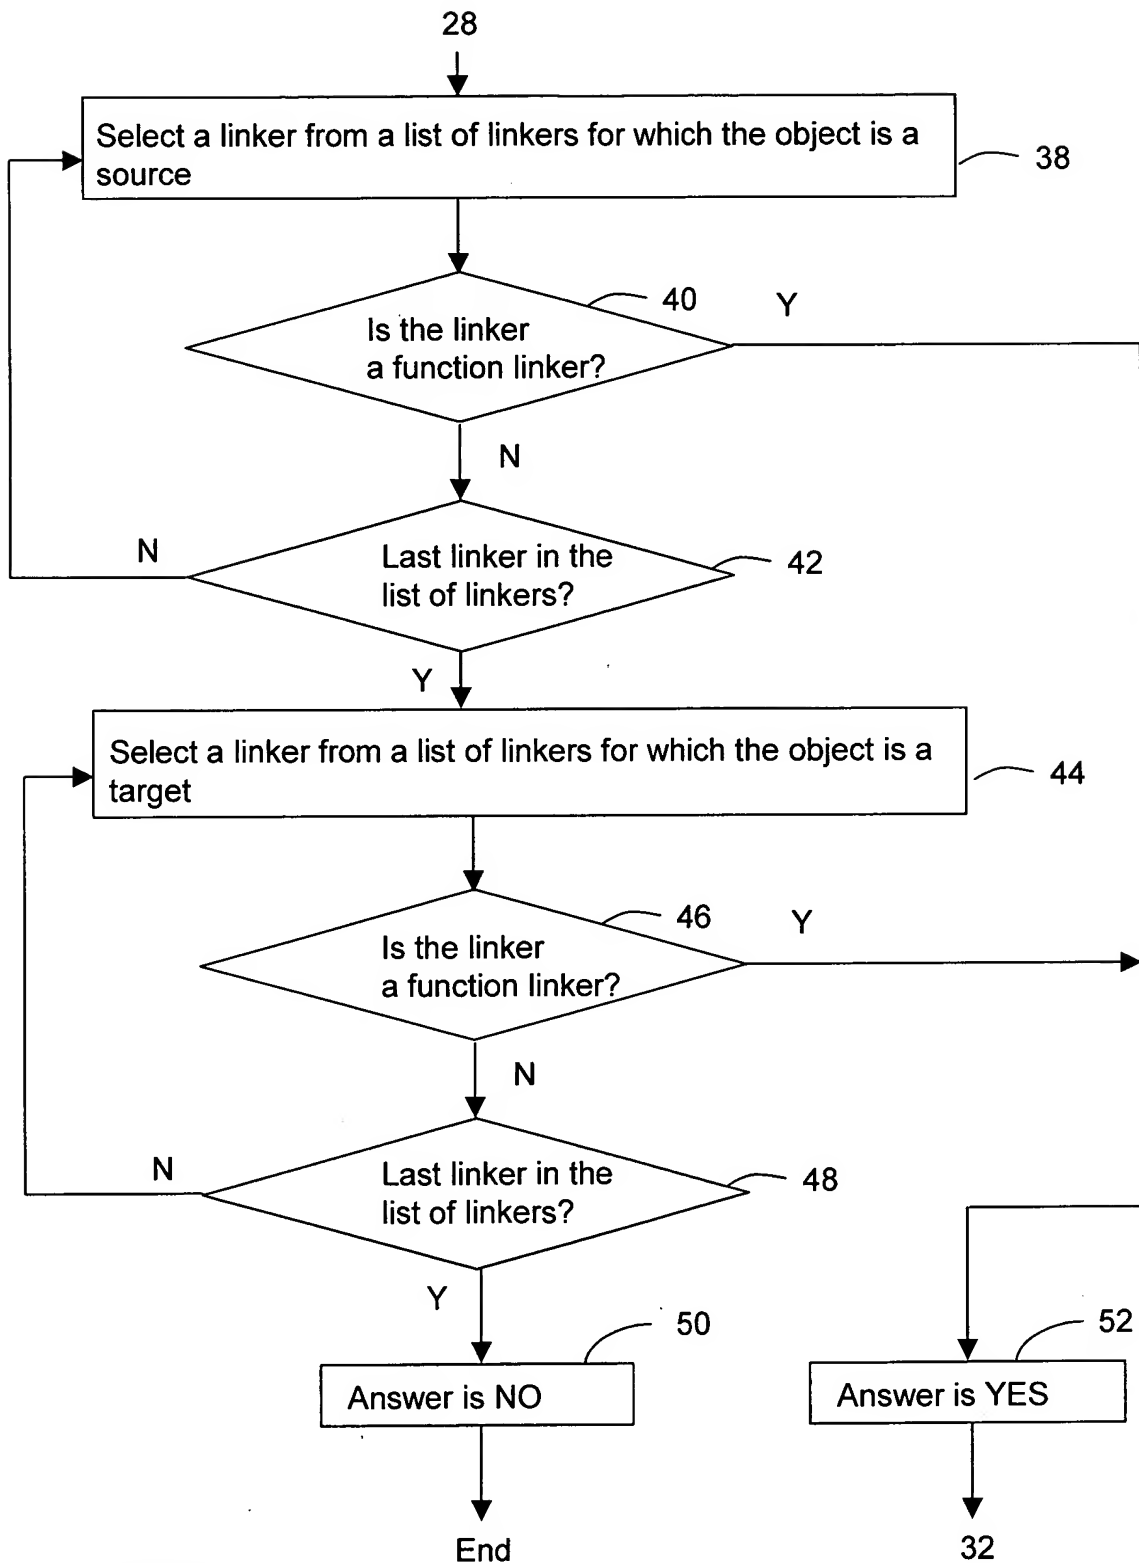 28
Select a linker from a list of linkers for which the object is a
source
38
40
Y
Is the linker
a function linker?
N
N
Last linker in the
list of linkers?
42
Y
Select a linker from a list of linkers for which the object is a
target
44
46
Y
Is the linker
a function linker?
N
N
Last linker in the
list of linkers?
48
Y
50
52
Answer is NO
Answer is YES
End
32